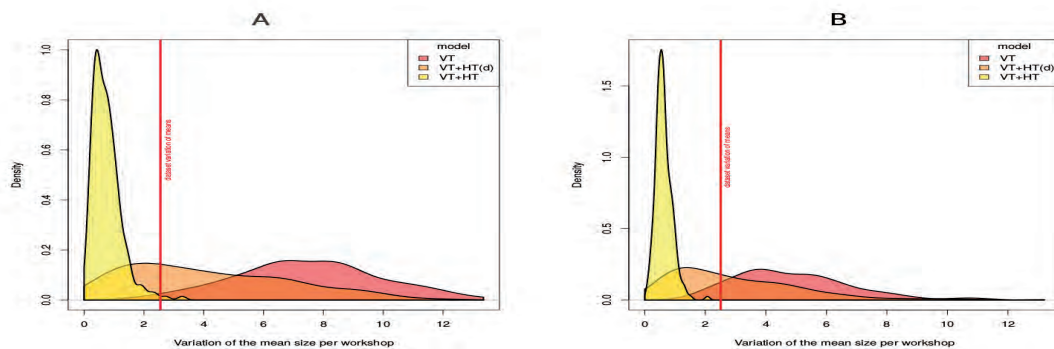 A
model
VT
VT+HT(d)
VT+HT
dataset variation of means
Density
0.0 0.2 0.4 0.6 0.8 1.0
0 2 4 6 8 10 12
Variation of the mean size per workshop
B
model
VT
VT+HT(d)
VT+HT
dataset variation of means
Density
0.0 0.5 1.0 1.5
0 2 4 6 8 10 12
Variation of the mean size per workshop